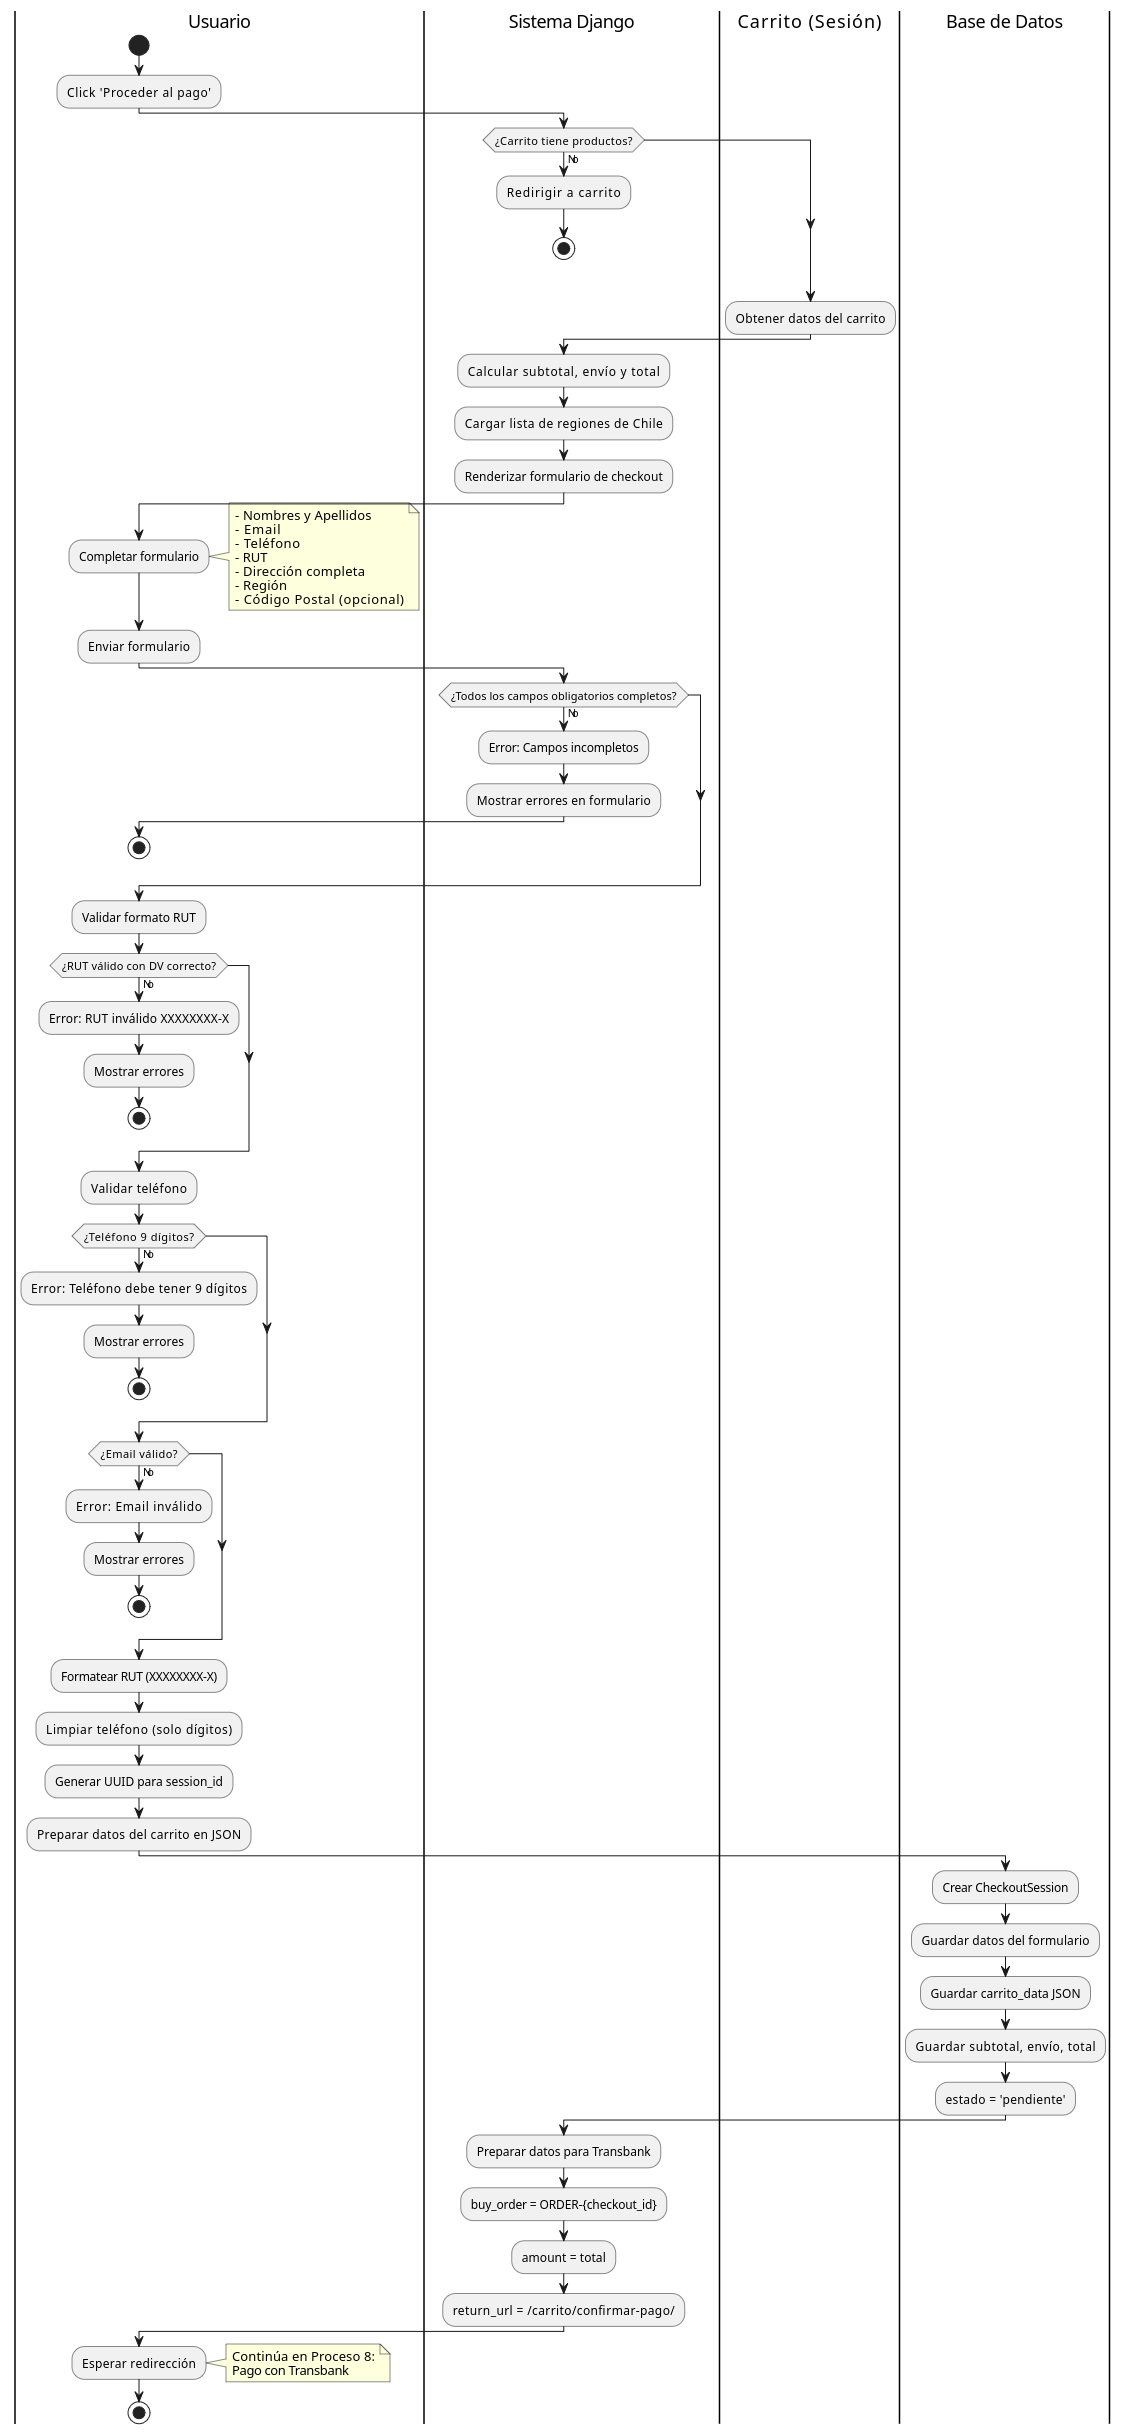 Usuario
Sistema Django
Carrito (Sesión)
Base de Datos
Click 'Proceder al pago'
¿Carrito tiene productos?
No
Redirigir a carrito
Obtener datos del carrito
Calcular subtotal, envío y total
Cargar lista de regiones de Chile
Renderizar formulario de checkout
- Nombres y Apellidos
- Email
- Teléfono
- RUT
- Dirección completa
- Región
- Código Postal (opcional)
Completar formulario
Enviar formulario
¿Todos los campos obligatorios completos?
No
Error: Campos incompletos
Mostrar errores en formulario
Validar formato RUT
¿RUT válido con DV correcto?
No
Error: RUT inválido XXXXXXXX-X
Mostrar errores
Validar teléfono
¿Teléfono 9 dígitos?
No
Error: Teléfono debe tener 9 dígitos
Mostrar errores
¿Email válido?
No
Error: Email inválido
Mostrar errores
Formatear RUT (XXXXXXXX-X)
Limpiar teléfono (solo dígitos)
Generar UUID para session_id
Preparar datos del carrito en JSON
Crear CheckoutSession
Guardar datos del formulario
Guardar carrito_data JSON
Guardar subtotal, envío, total
estado = 'pendiente'
Preparar datos para Transbank
buy_order = ORDER-{checkout_id}
amount = total
return_url = /carrito/confirmar-pago/
Esperar redirección
Continúa en Proceso 8:
Pago con Transbank